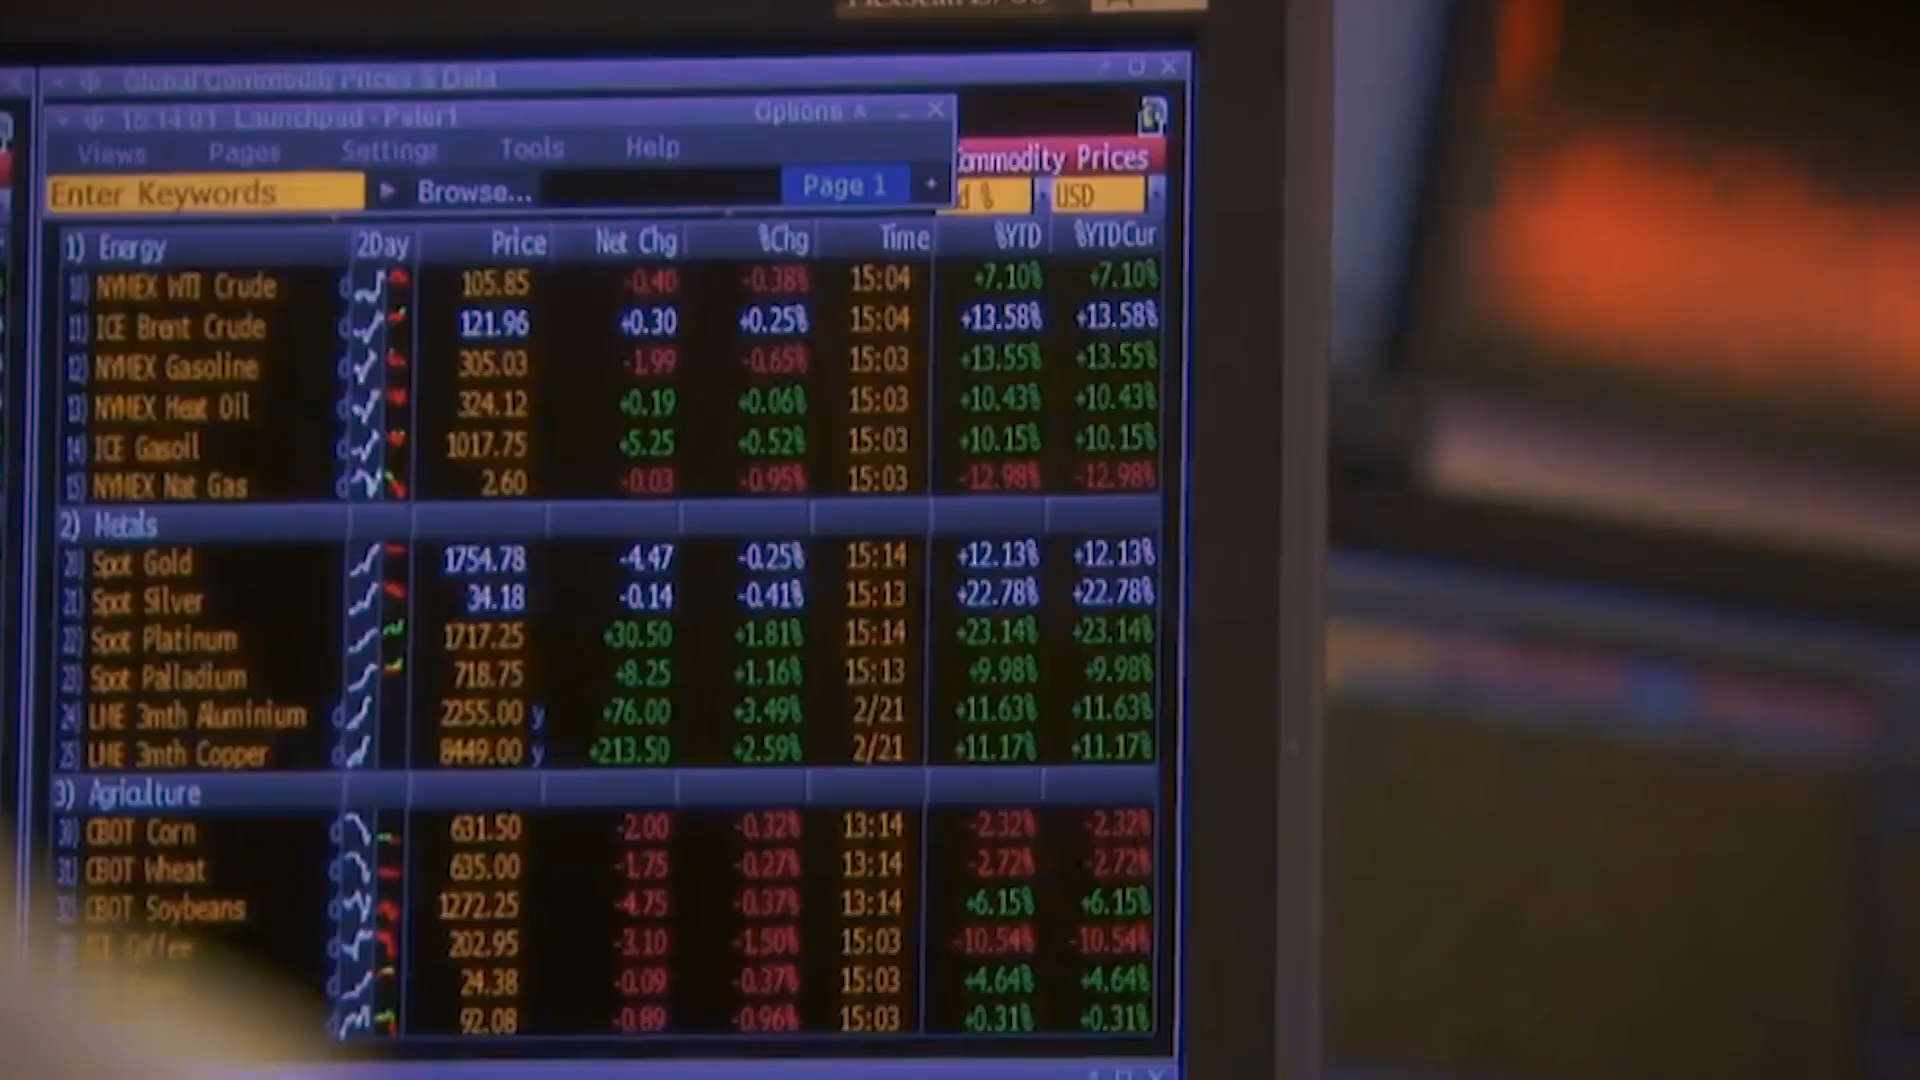 Global Commodity Prices & Data
15:14:01 Launchpad - Paler1 Options
Views Pages Settings Tools Help
ommodity Prices
Enter Keywords Browse... Page 1 d % USD
1) Energy 2Day Price Net Chg %Chg Time %YTD %YTDCur
10) NYMEX WTI Crude d 105.85 -0.40 -0.38% 15:04 +7.10% +7.10%
11) ICE Brent Crude d 121.96 +0.30 +0.25% 15:04 +13.58% +13.58%
12) NYMEX Gasoline d 305.03 -1.99 -0.65% 15:03 +13.55% +13.55%
13) NYMEX Heat Oil d 324.12 +0.19 +0.06% 15:03 +10.43% +10.43%
14) ICE Gasoil d 1017.75 +5.25 +0.52% 15:03 +10.15% +10.15%
15) NYMEX Nat Gas d 2.60 -0.03 -0.95% 15:03 -12.98% -12.98%
2) Metals
20) Spot Gold 1754.78 -4.47 -0.25% 15:14 +12.13% +12.13%
21) Spot Silver 34.18 -0.14 -0.41% 15:13 +22.78% +22.78%
22) Spot Platinum 1717.25 +30.50 +1.81% 15:14 +23.14% +23.14%
23) Spot Palladium 718.75 +8.25 +1.16% 15:13 +9.98% +9.98%
24) LME 3mth Aluminium d 2255.00 y +76.00 +3.49% 2/21 +11.63% +11.63%
25) LME 3mth Copper d 8449.00 y +213.50 +2.59% 2/21 +11.17% +11.17%
3) Agriculture
30) CBOT Corn d 631.50 -2.00 -0.32% 13:14 -2.32% -2.32%
31) CBOT Wheat d 635.00 -1.75 -0.27% 13:14 -2.72% -2.72%
32) CBOT Soybeans d 1272.25 -4.75 -0.37% 13:14 +6.15% +6.15%
Coffee d 202.95 -3.10 -1.50% 15:03 -10.54% -10.54%
d 24.38 -0.09 -0.37% 15:03 +4.64% +4.64%
d 92.08 -0.89 -0.96% 15:03 +0.31% +0.31%